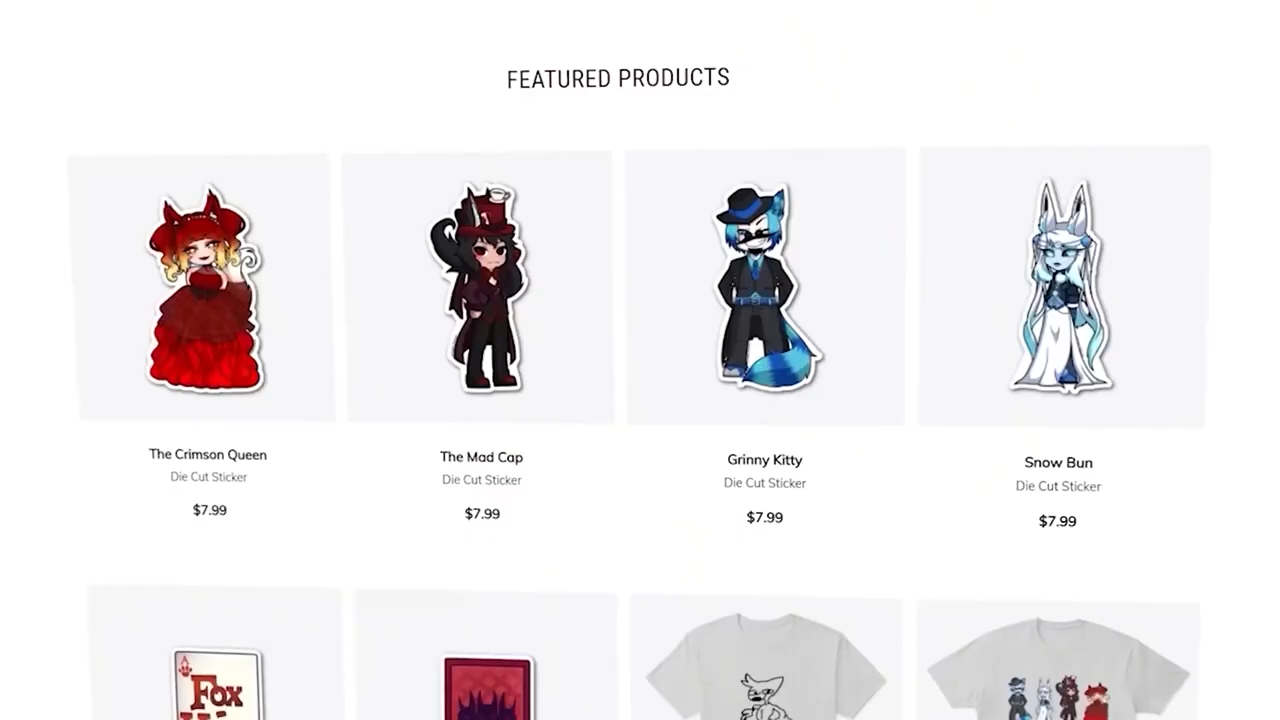 FEATURED PRODUCTS
The Crimson Queen
Die Cut Sticker
$7.99
The Mad Cap
Die Cut Sticker
$7.99
Grinny Kitty
Die Cut Sticker
$7.99
Snow Bun
Die Cut Sticker
$7.99
A
Fox